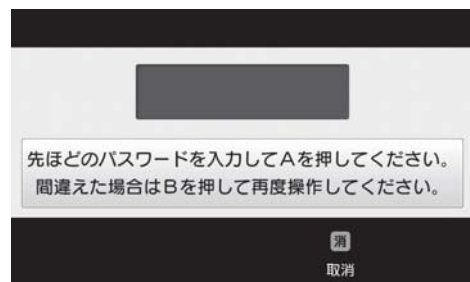 先ほどのパスワードを入力してAを押してください。
間違えた場合はBを押して再度操作してください。
消
取消